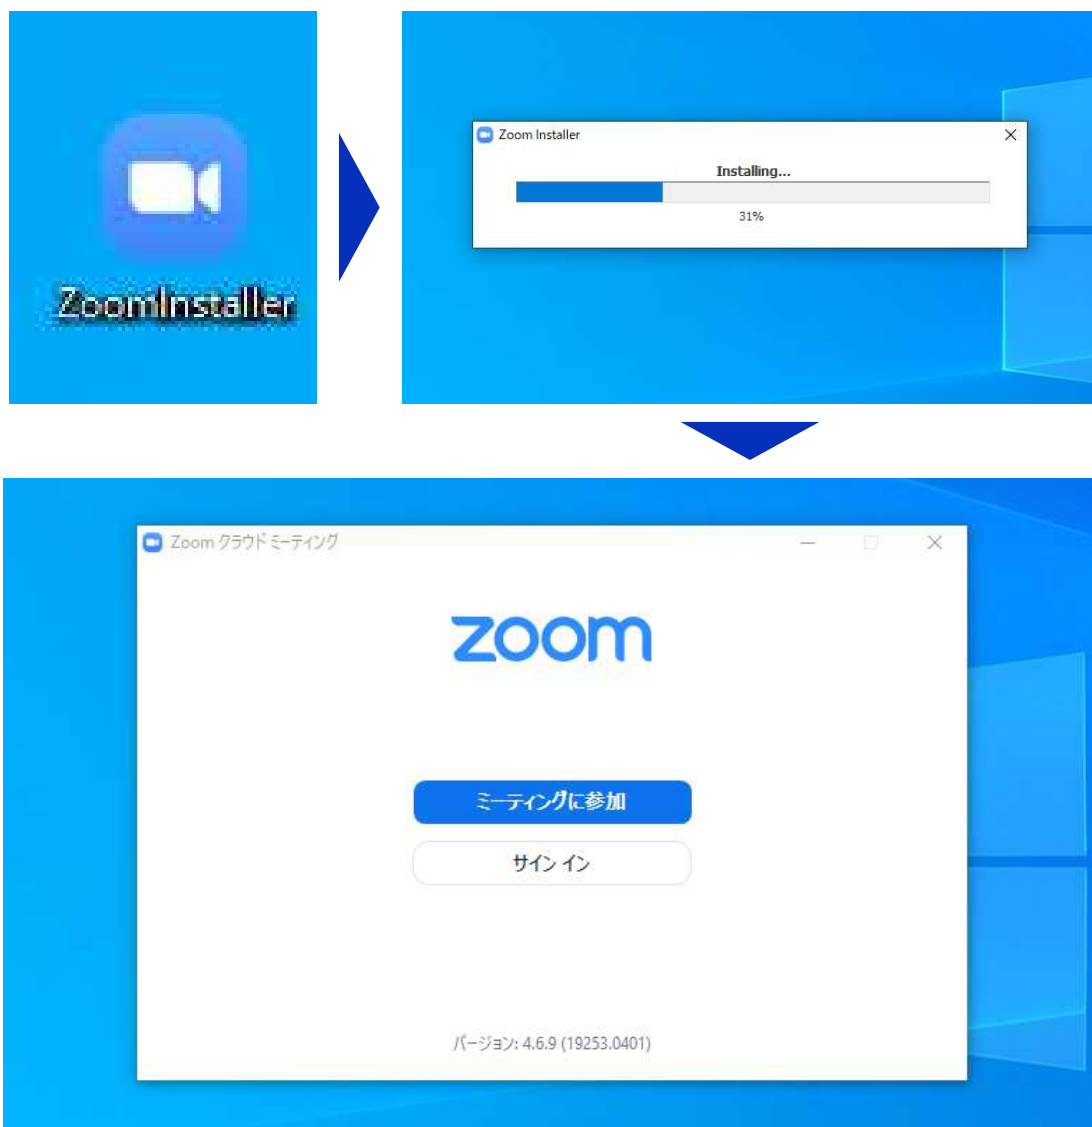 ZoomInstaller
Zoom Installer
Installing...
31%
Zoom クラウド ミーティング
zoom
ミーティングに参加
サイン イン
バージョン: 4.6.9 (19253.0401)